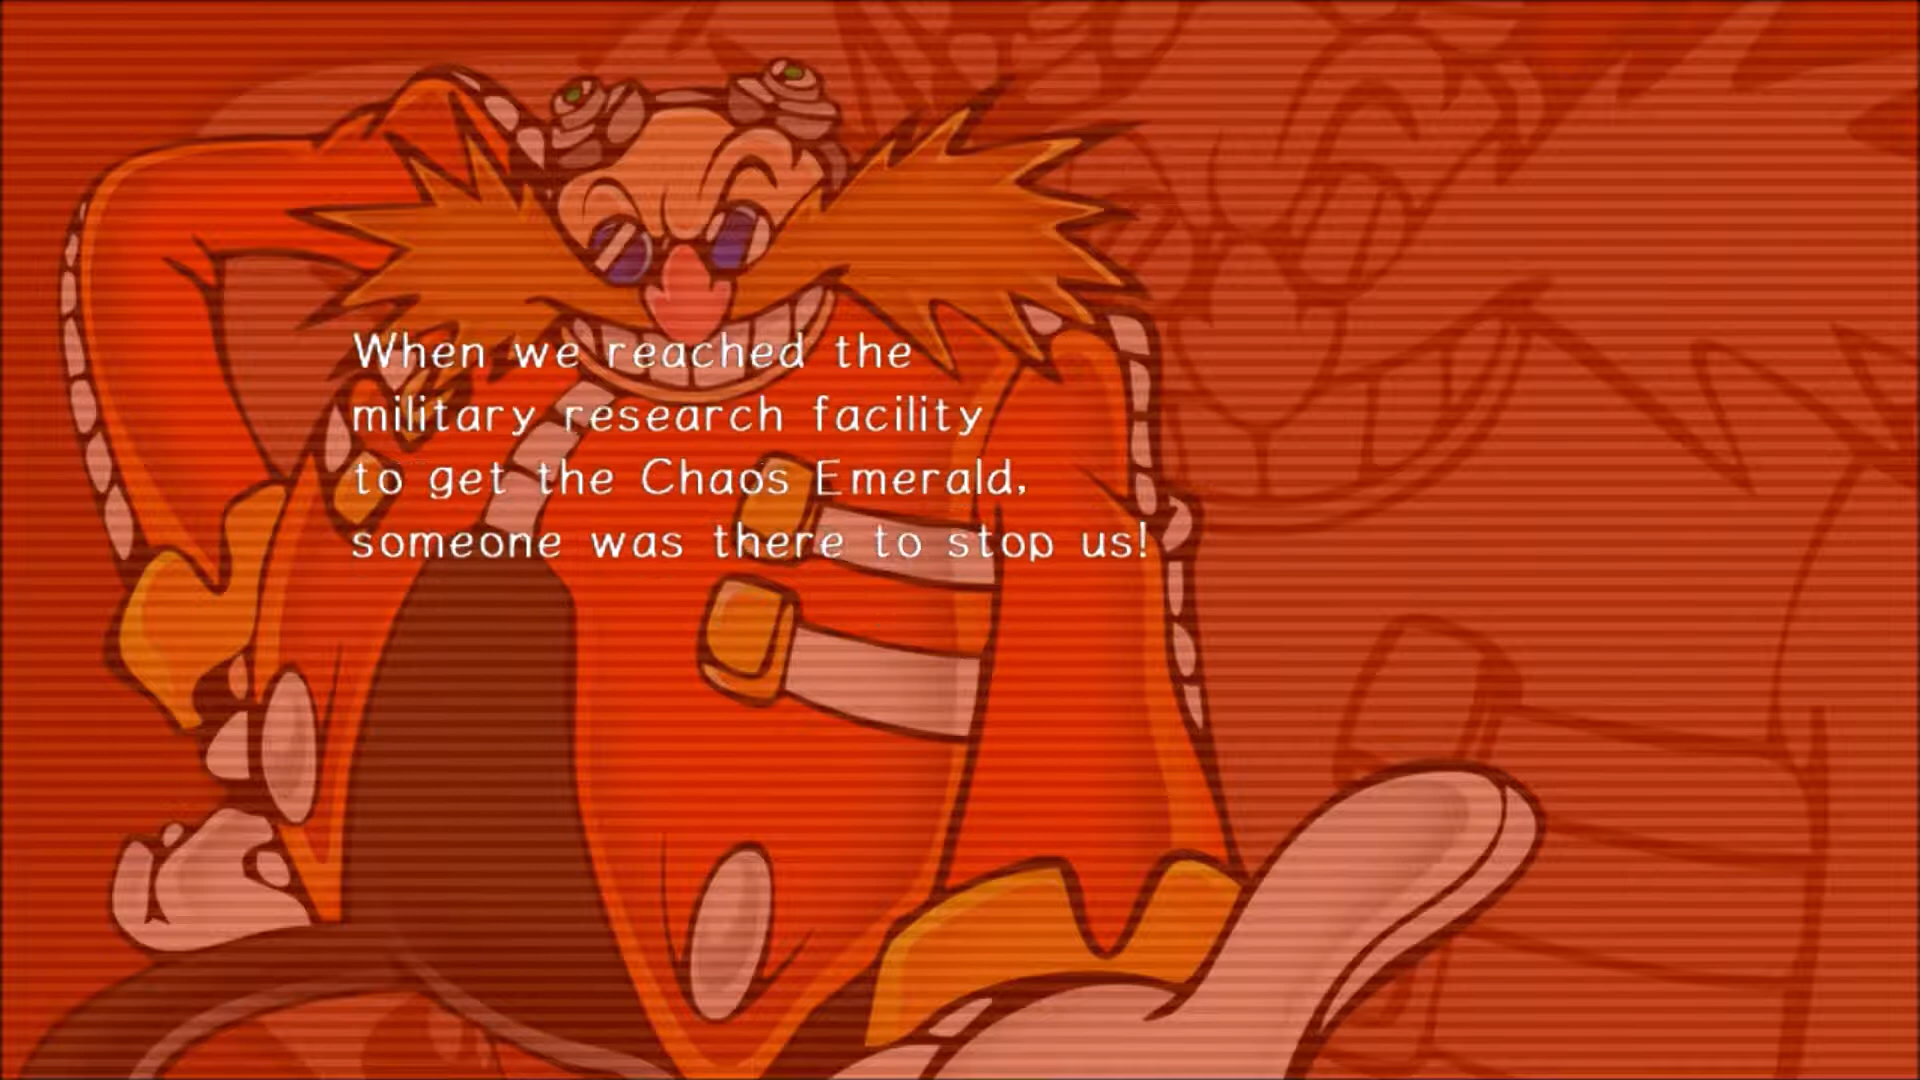 When we reached the
military research facility
to get the Chaos Emerald,
someone was there to stop us!